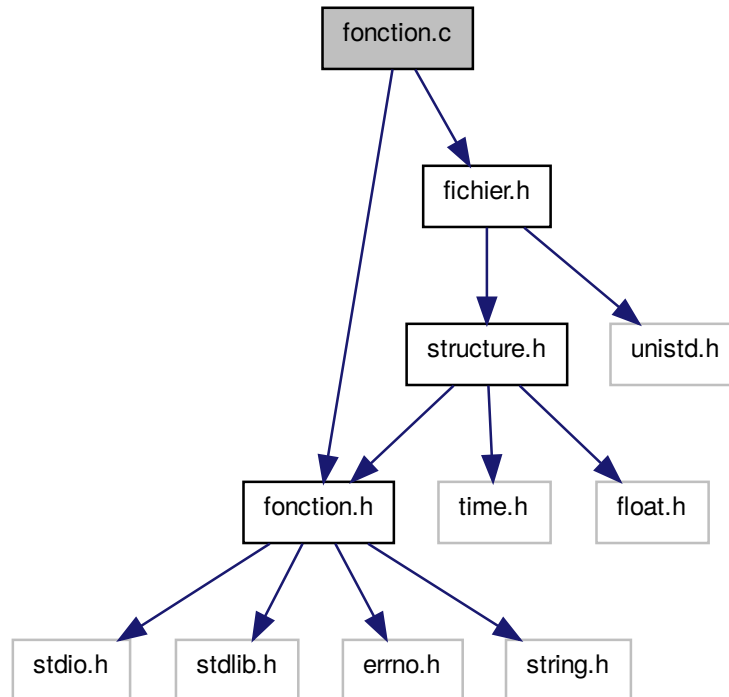 fonction.c
fichier.h
structure.h
unistd.h
fonction.h
time.h
float.h
stdio.h
stdlib.h
errno.h
string.h